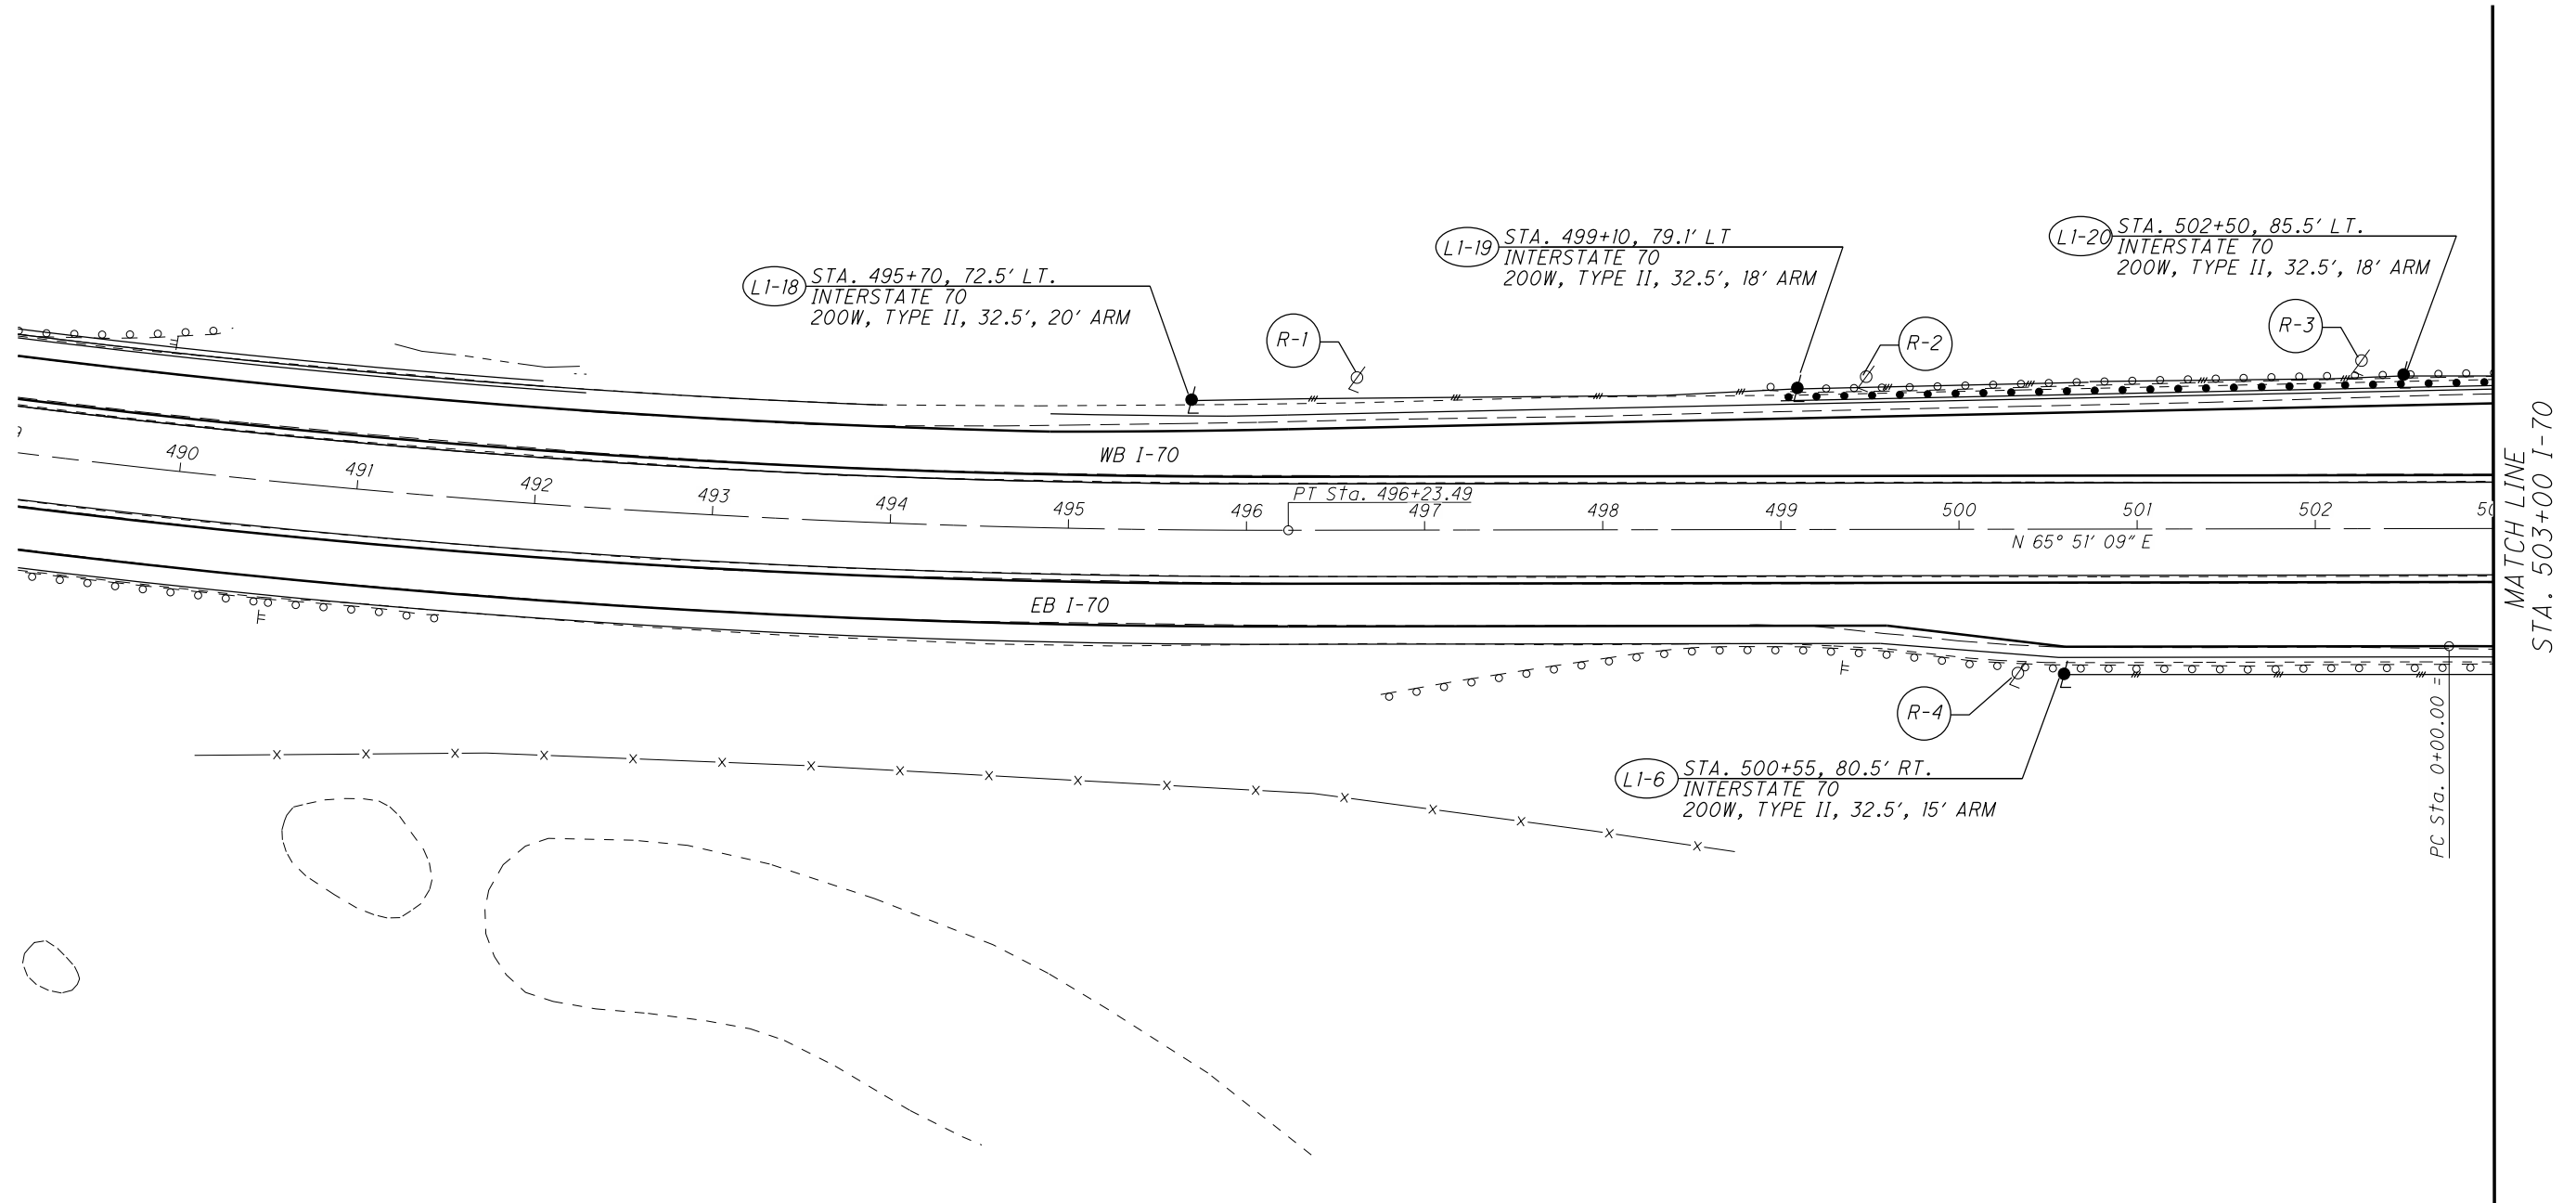 L1-18
STA. 495+70, 72.5' LT.
INTERSTATE 70
200W, TYPE II, 32.5', 20' ARM
R-1
L1-19
STA. 499+10, 79.1' LT
INTERSTATE 70
200W, TYPE II, 32.5', 18' ARM
R-2
L1-20
STA. 502+50, 85.5' LT.
INTERSTATE 70
200W, TYPE II, 32.5', 18' ARM
R-3
WB I-70
490
491
492
493
494
495
496
PT Sta. 496+23.49
497
498
499
500
501
502
N 65° 51' 09" E
EB I-70
R-4
L1-6
STA. 500+55, 80.5' RT.
INTERSTATE 70
200W, TYPE II, 32.5', 15' ARM
PC Sta. 0+00.00 =
MATCH LINE
STA. 503+00 I-70